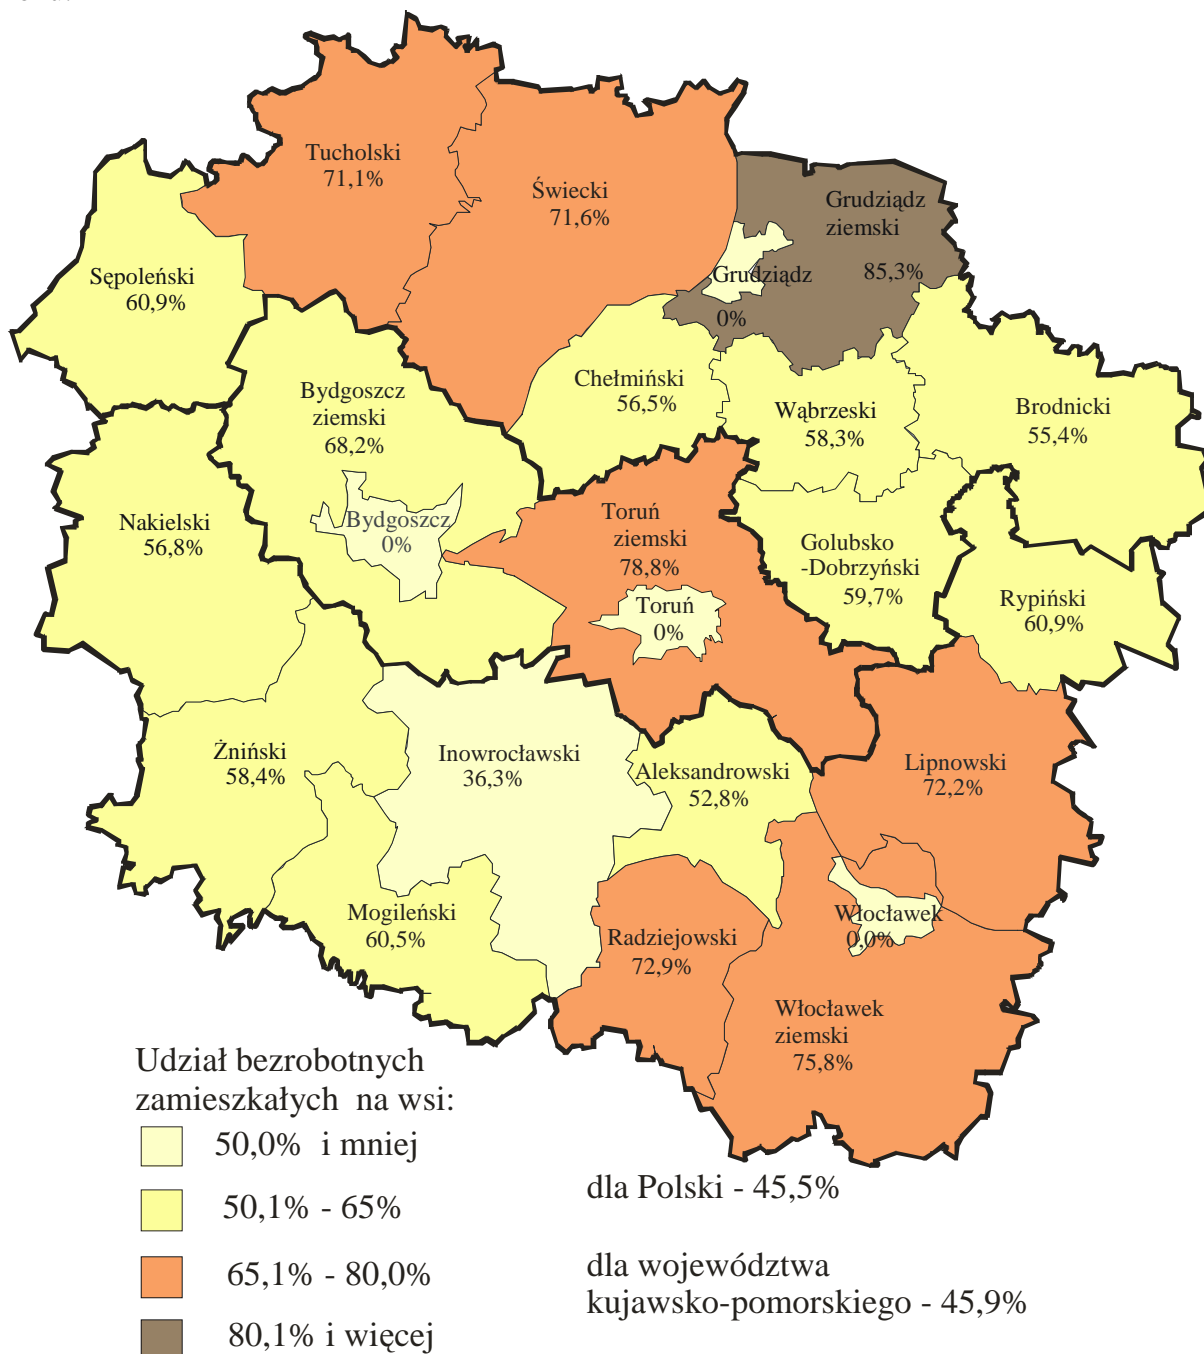 Tucholski
71,1%
Świecki
71,6%
Grudziądz
ziemski
85,3%
Grudziądz
0%
Sępoleński
60,9%
Bydgoszcz
ziemski
68,2%
Chełmiński
56,5%
Wąbrzeski
58,3%
Brodnicki
55,4%
Nakielski
56,8%
Bydgoszcz
0%
Toruń
ziemski
78,8%
Toruń
0%
Golubsko
-Dobrzyński
59,7%
Rypiński
60,9%
Żniński
58,4%
Inowrocławski
36,3%
Aleksandrowski
52,8%
Lipnowski
72,2%
Mogileński
60,5%
Radziejowski
72,9%
Włocławek
0,0%
Włocławek
ziemski
75,8%
Udział bezrobotnych
zamieszkałych na wsi:
50,0% i mniej
50,1% - 65%
65,1% - 80,0%
80,1% i więcej
dla Polski - 45,5%
dla województwa
kujawsko-pomorskiego - 45,9%